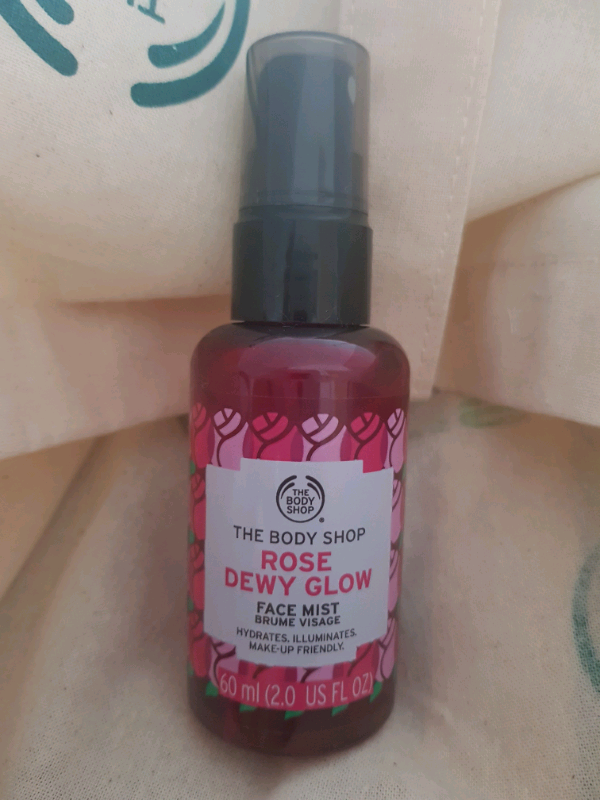 THE
BODY
SHOP
THE BODY SHOP
ROSE
DEWY GLOW
FACE MIST
BRUME VISAGE
HYDRATES. ILLUMINATES.
MAKE-UP FRIENDLY.
60 ml (2.0 US FL OZ)